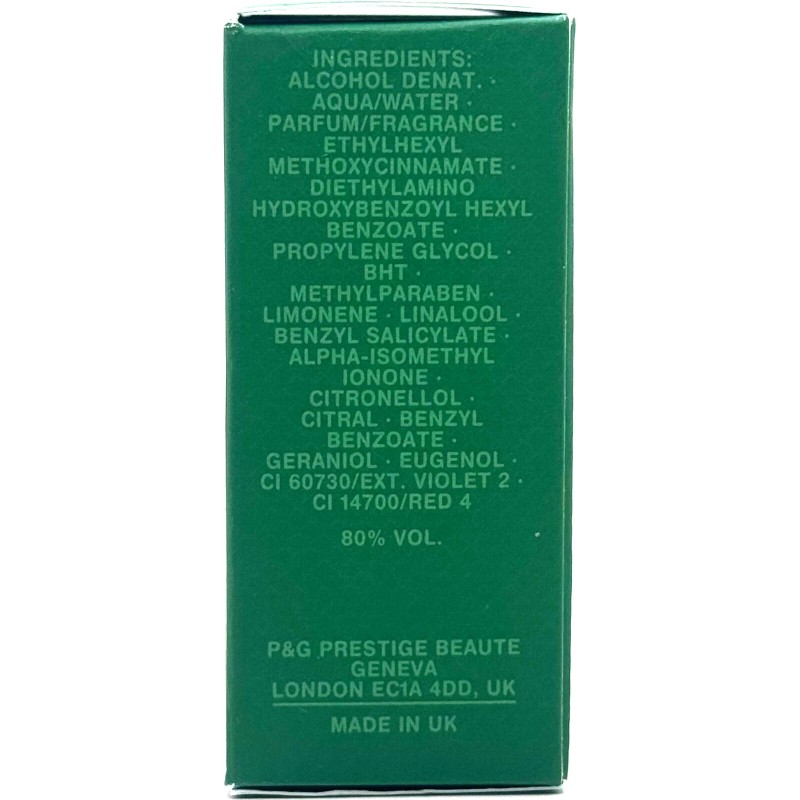 INGREDIENTS:
ALCOHOL DENAT. ·
AQUA/WATER ·
PARFUM/FRAGRANCE ·
ETHYLHEXYL
METHOXYCINNAMATE ·
DIETHYLAMINO
HYDROXYBENZOYL HEXYL
BENZOATE ·
PROPYLENE GLYCOL ·
BHT ·
METHYLPARABEN ·
LIMONENE · LINALOOL ·
BENZYL SALICYLATE ·
ALPHA-ISOMETHYL
IONONE ·
CITRONELLOL ·
CITRAL · BENZYL
BENZOATE ·
GERANIOL · EUGENOL ·
CI 60730/EXT. VIOLET 2 ·
CI 14700/RED 4
80% VOL.
P&G PRESTIGE BEAUTE
GENEVA
LONDON EC1A 4DD, UK
MADE IN UK